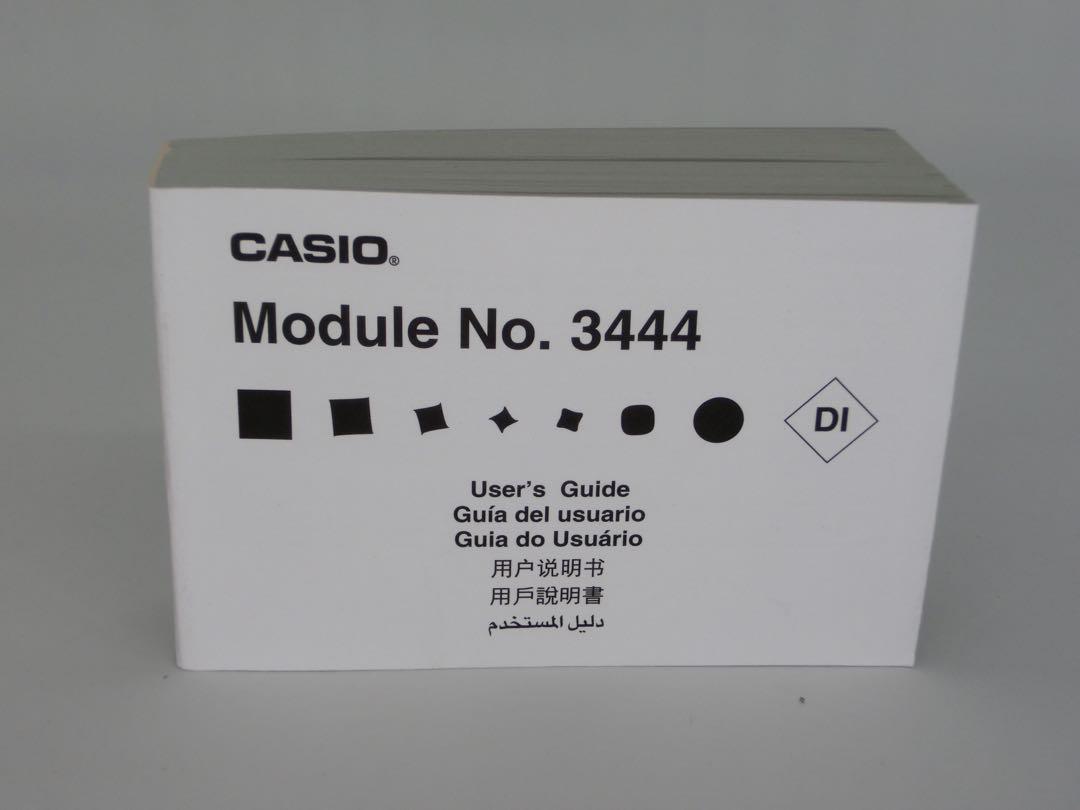 CASIO®
Module No. 3444
DI
User's Guide
Guía del usuario
Guia do Usuário
用户说明书
用戶說明書
دليل المستخدم